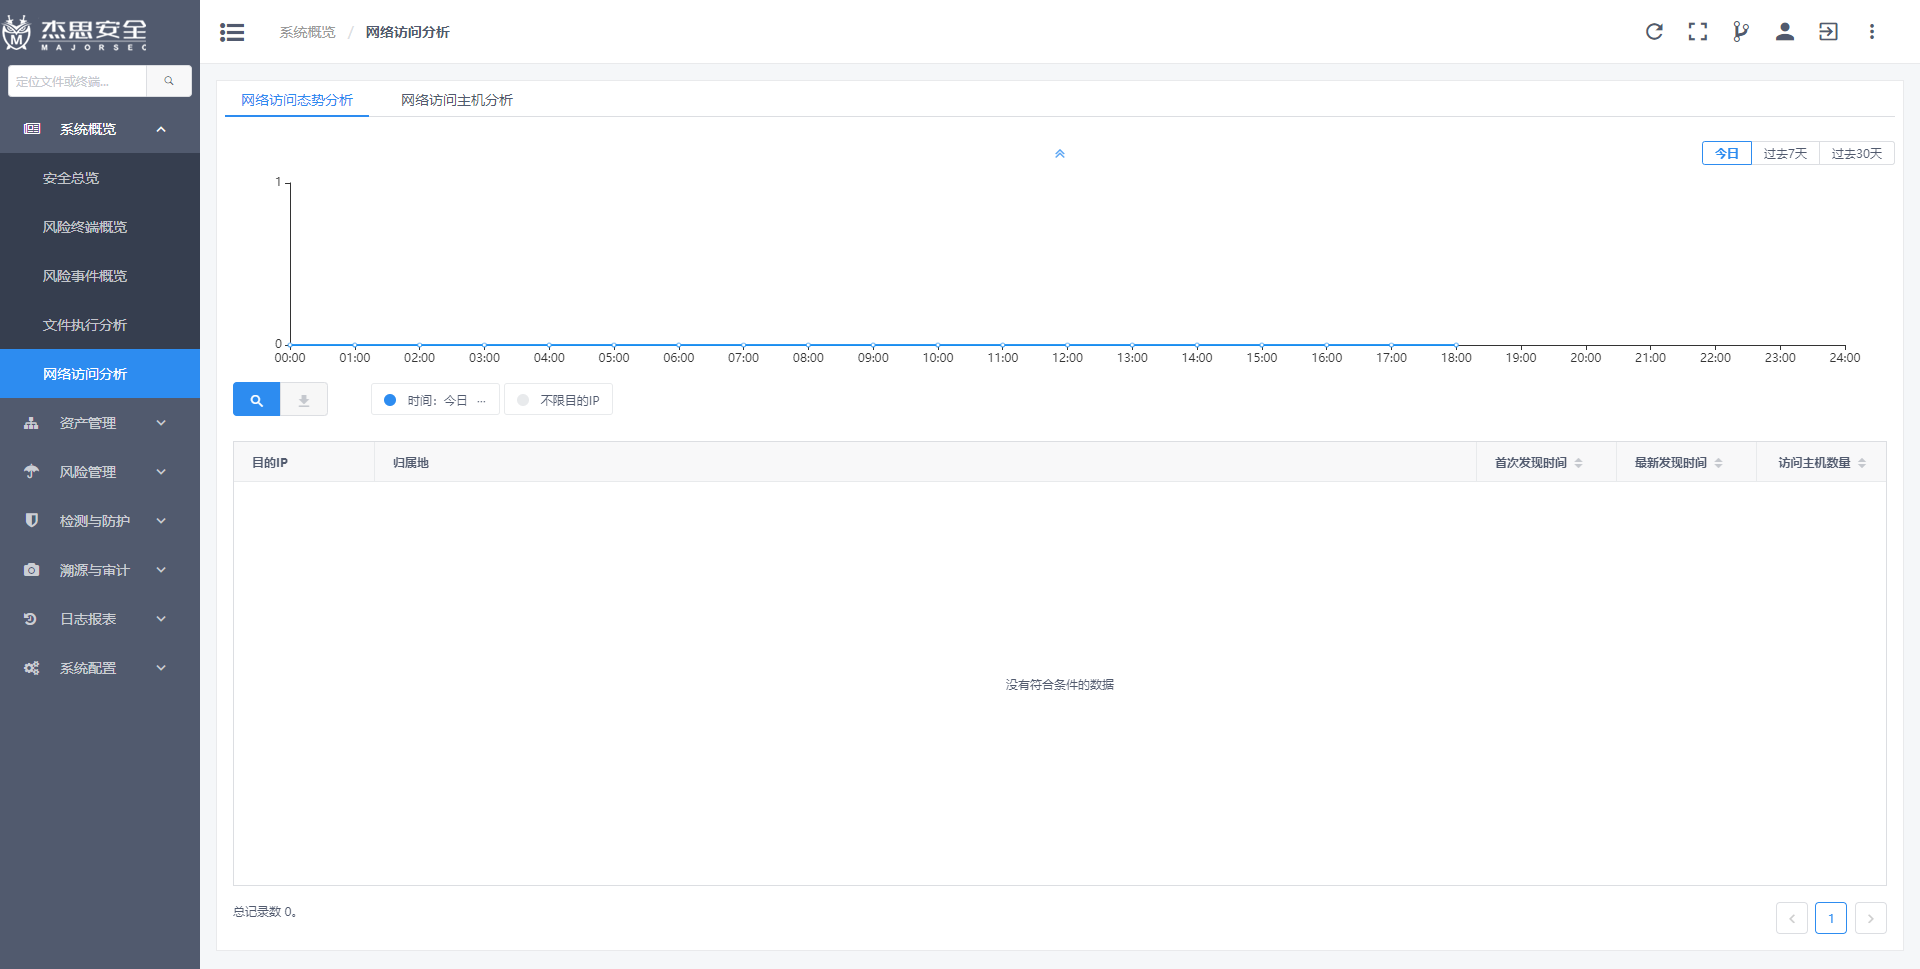 杰思安全
MAJORSEC
定位文件或终端...
系统概览
安全总览
风险终端概览
风险事件概览
文件执行分析
网络访问分析
资产管理
风险管理
检测与防护
溯源与审计
日志报表
系统配置
系统概览 / 网络访问分析
网络访问态势分析 网络访问主机分析
今日 过去7天 过去30天
1
0
00:00 01:00 02:00 03:00 04:00 05:00 06:00 07:00 08:00 09:00 10:00 11:00 12:00 13:00 14:00 15:00 16:00 17:00 18:00 19:00 20:00 21:00 22:00 23:00 24:00
时间：今日 ... 不限目的IP
目的IP 归属地 首次发现时间 最新发现时间 访问主机数量
没有符合条件的数据
总记录数 0。
1